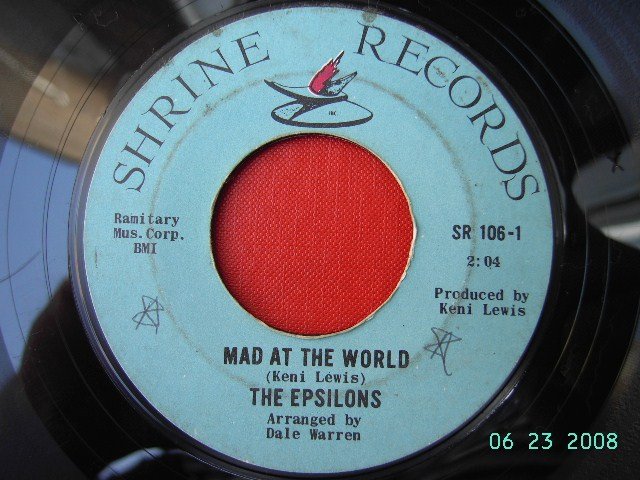 SHRINE RECORDS
Ramitary
Mus. Corp.
BMI
SR 106-1
2:04
Produced by
Keni Lewis
MAD AT THE WORLD
(Keni Lewis)
THE EPSILONS
Arranged by
Dale Warren
06 23 2008